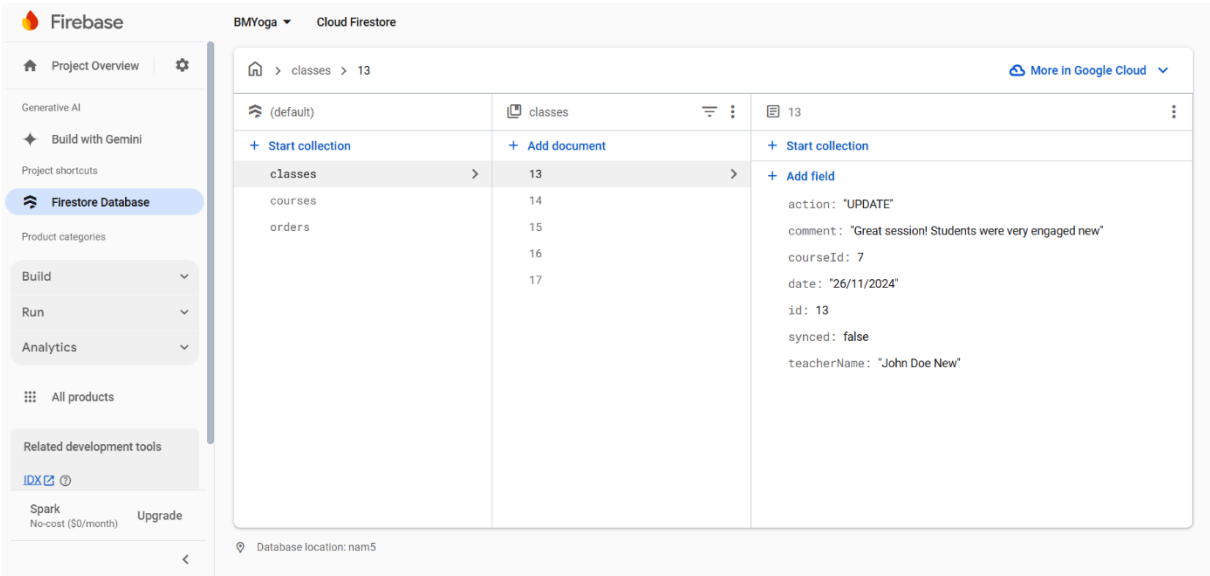 Firebase
BMYoga
Cloud Firestore
Project Overview
Generative AI
Build with Gemini
Project shortcuts
Firestore Database
Product categories
Build
Run
Analytics
All products
Related development tools
IDX
Spark
No-cost ($0/month)
Upgrade
> classes > 13
More in Google Cloud
(default)
+ Start collection
classes
courses
orders
classes
+ Add document
13
14
15
16
17
13
+ Start collection
+ Add field
action: "UPDATE"
comment: "Great session! Students were very engaged new"
courseId: 7
date: "26/11/2024"
id: 13
synced: false
teacherName: "John Doe New"
Database location: nam5